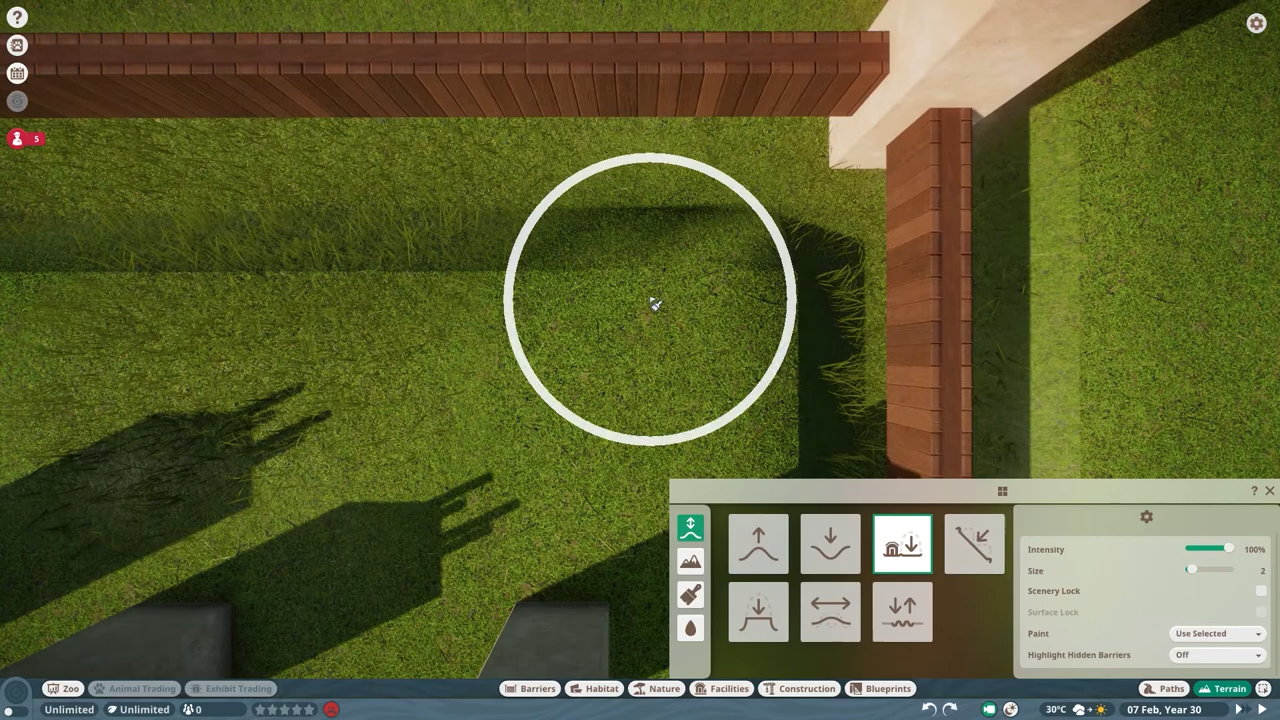 ?
5
?
Intensity 100%
Size 2
Scenery Lock
Surface Lock
Paint Use Selected
Highlight Hidden Barriers Off
Zoo Animal Trading Exhibit Trading Barriers Habitat Nature Facilities Construction Blueprints Paths Terrain
Unlimited Unlimited 0 30°C 07 Feb, Year 30